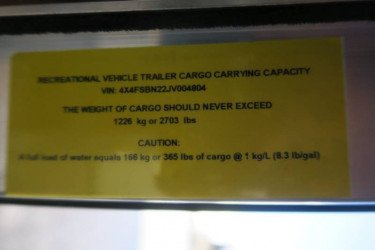 RECREATIONAL VEHICLE TRAILER CARGO CARRYING CAPACITY
VIN: 4X4FSBN22JV004804
THE WEIGHT OF CARGO SHOULD NEVER EXCEED
1226 kg or 2703 lbs
CAUTION:
A full load of water equals 166 kg or 365 lbs of cargo @ 1 kg/L (8.3 lb/gal)